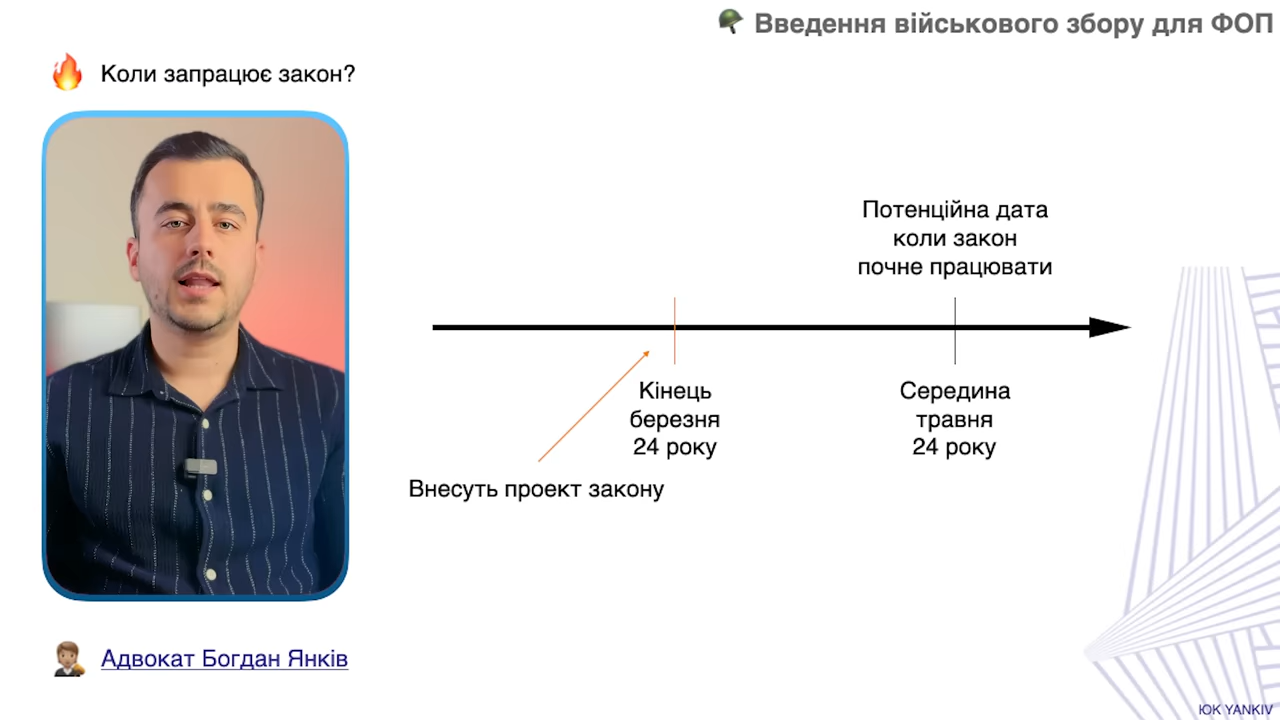 Введення військового збору для ФОП
Коли запрацює закон?
Потенційна дата
коли закон
почне працювати
Кінець
березня
24 року
Середина
травня
24 року
Внесуть проект закону
Адвокат Богдан Янків
ЮК YANKIV